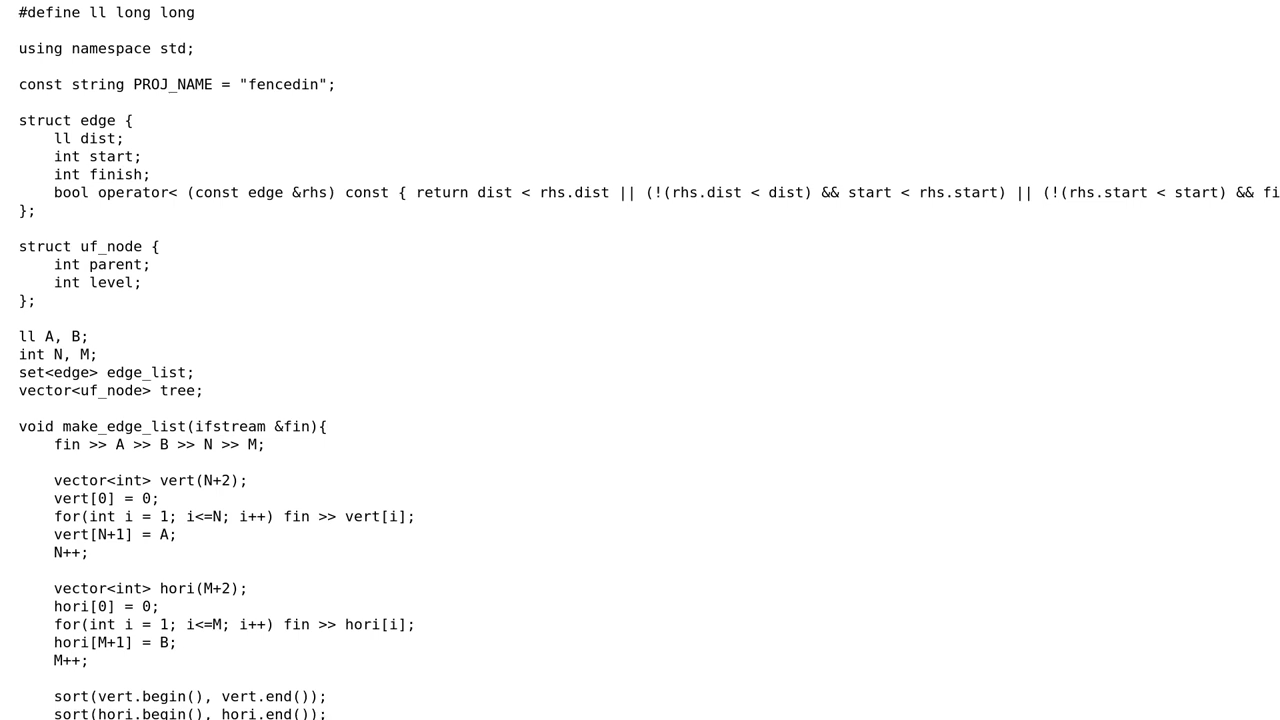 #define ll long long
using namespace std;
const string PROJ_NAME = "fencedin";
struct edge {
    ll dist;
    int start;
    int finish;
    bool operator< (const edge &rhs) const { return dist < rhs.dist || (!(rhs.dist < dist) && start < rhs.start) || (!(rhs.start < start) && fi
};
struct uf_node {
    int parent;
    int level;
};
ll A, B;
int N, M;
set<edge> edge_list;
vector<uf_node> tree;
void make_edge_list(ifstream &fin){
    fin >> A >> B >> N >> M;
    vector<int> vert(N+2);
    vert[0] = 0;
    for(int i = 1; i<=N; i++) fin >> vert[i];
    vert[N+1] = A;
    N++;
    vector<int> hori(M+2);
    hori[0] = 0;
    for(int i = 1; i<=M; i++) fin >> hori[i];
    hori[M+1] = B;
    M++;
    sort(vert.begin(), vert.end());
    sort(hori.begin(), hori.end());